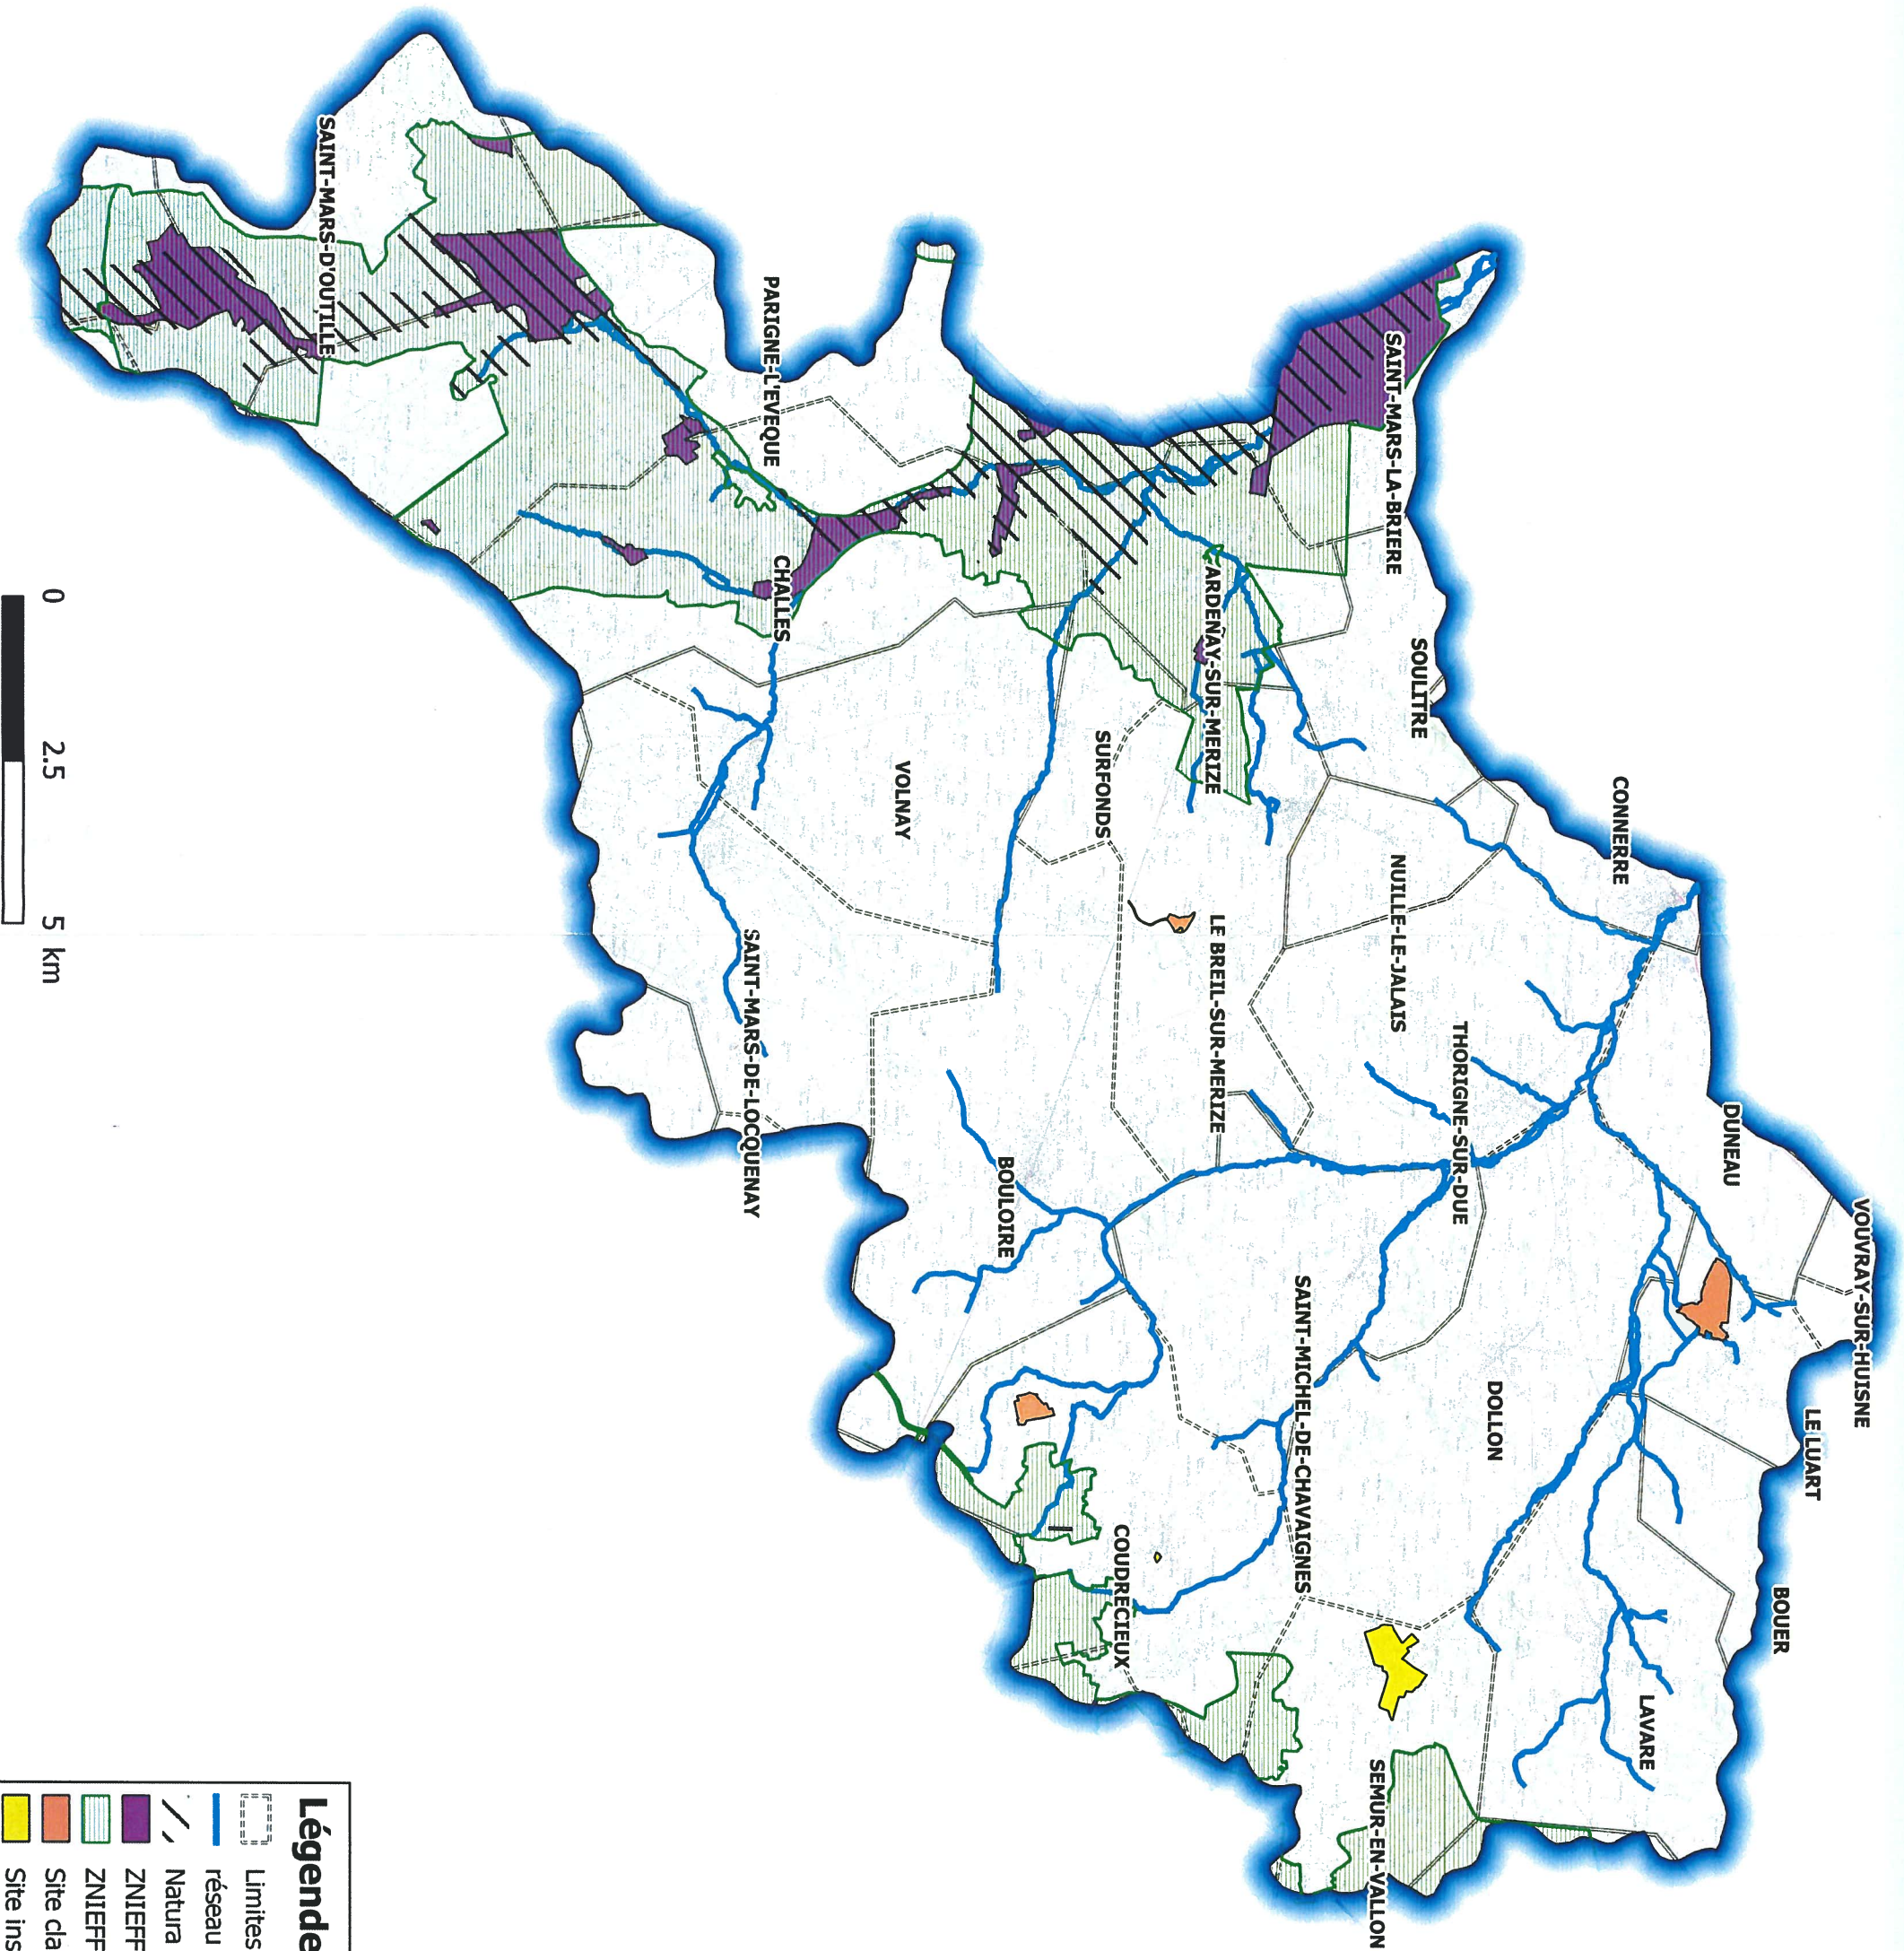 VOUVRAY-SUR-HUISNE
LE LUART
BOUER
DUNEAU
LAVARE
CONNERRE
DOLLON
THORIGNE-SUR-DUE
SOULITRE
NUILLE-LE-JALAIS
SEMUR-EN-VALLON
SAINT-MARS-LA-BRIERE
SAINT-MICHEL-DE-CHAVAIGNES
ARDENAY-SUR-MERIZE
LE BREIL-SUR-MERIZE
SURFONDS
COUDRECIEUX
BOULOIRE
VOLNAY
PARIGNE-L'EVEQUE
CHALLES
SAINT-MARS-DE-LOCQUENAY
SAINT-MARS-D'OUTILLE
0 2.5 5 km
Légende
Limites
réseau
Natura
ZNIEFF
ZNIEFF
Site cla
Site ins